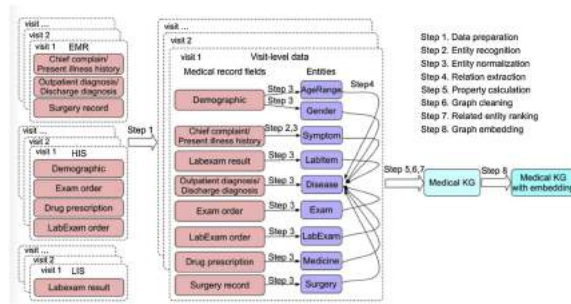 visit ...
visit 2
visit 1 EMR
Chief complain/
Present illness history
Outpatient diagnosis/
Discharge diagnosis
Surgery record
visit ...
visit 2
visit 1
HIS
Demographic
Exam order
Drug prescription
LabExam order
visit ...
visit 2
visit 1 LIS
Labexam result
Step 1
visit ...
visit 2
visit 1
Visit-level data
Medical record fields
Entities
Demographic
Step 3
AgeRange
Step4
Step 3
Gender
Chief complain/
Present illness history
Step 2,3
Symptom
Labexam result
Step 3
LabItem
Outpatient diagnosis/
Discharge diagnosis
Step 3
Disease
Exam order
Step 3
Exam
LabExam order
Step 3
LabExam
Drug prescription
Step 3
Medicine
Surgery record
Step 3
Surgery
Step 5,6,7
Medical KG
Step 8
Medical KG
with embedding
Step 1. Data preparation
Step 2. Entity recognition
Step 3. Entity normalization
Step 4. Relation extraction
Step 5. Property calculation
Step 6. Graph cleaning
Step 7. Related entity ranking
Step 8. Graph embedding